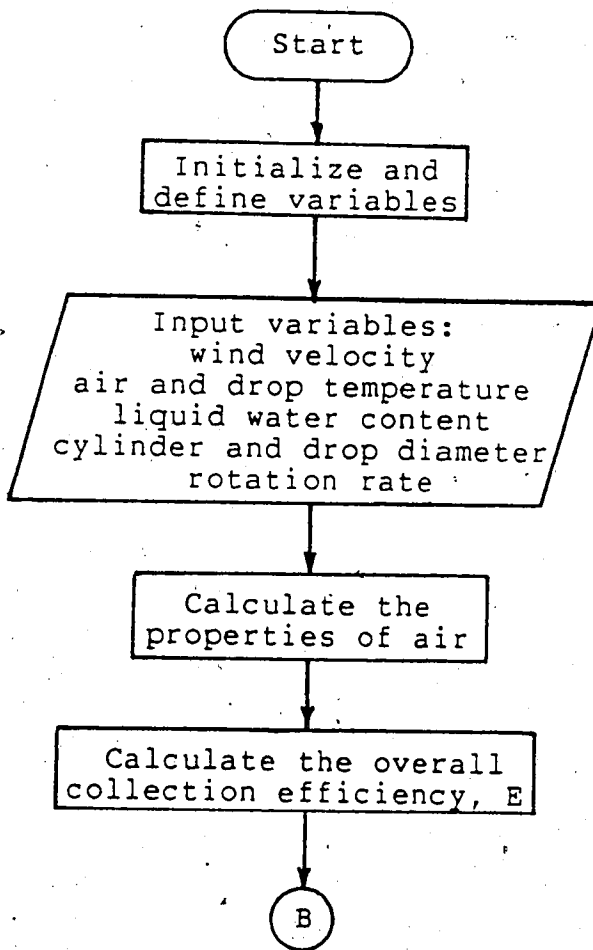 Start
Initialize and
define variables
Input variables:
wind velocity
air and drop temperature
liquid water content
cylinder and drop diameter
rotation rate
Calculate the
properties of air
Calculate the overall
collection efficiency, E
B